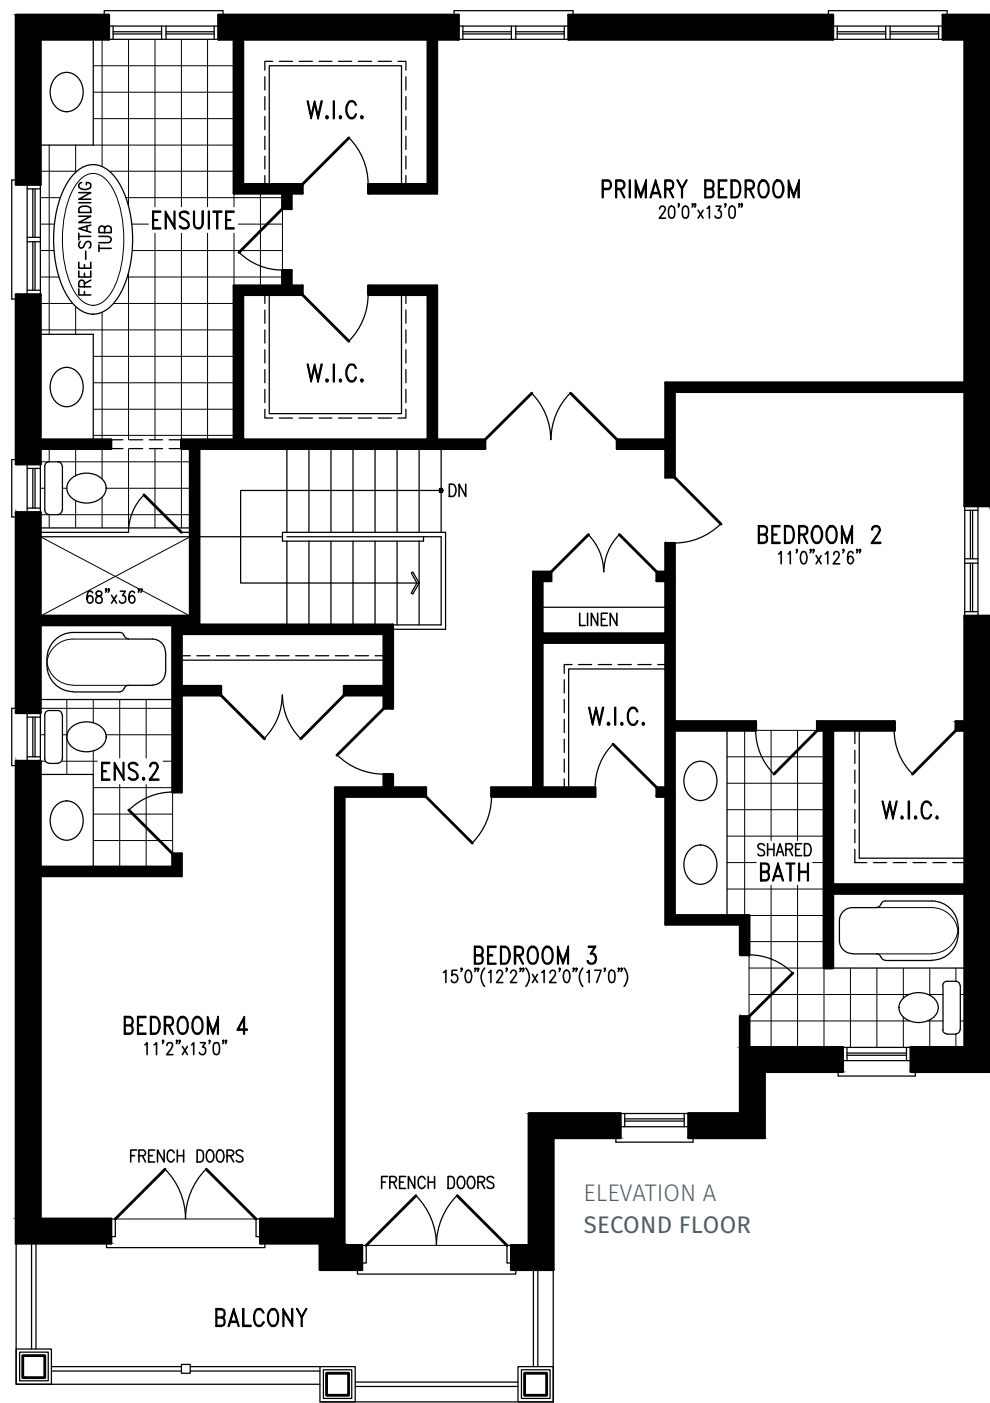 W.I.C.
PRIMARY BEDROOM
20'0"x13'0"
FREE-STANDING
TUB
ENSUITE
W.I.C.
DN
BEDROOM 2
11'0"x12'6"
68"x36"
LINEN
W.I.C.
ENS.2
W.I.C.
SHARED
BATH
BEDROOM 3
15'0"(12'2")x12'0"(17'0")
BEDROOM 4
11'2"x13'0"
FRENCH DOORS
FRENCH DOORS
ELEVATION A
SECOND FLOOR
BALCONY